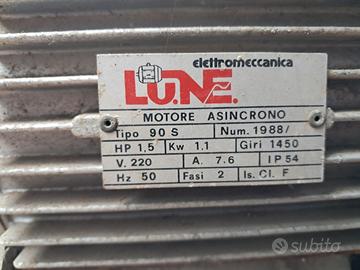 elettromeccanica
LU.NE.
MOTORE ASINCRONO
Tipo 90 S Num. 1988/
HP 1,5 Kw 1.1 Giri 1450
V. 220 A. 7.6 IP 54
Hz 50 Fasi 2 Is. Cl. F
subito